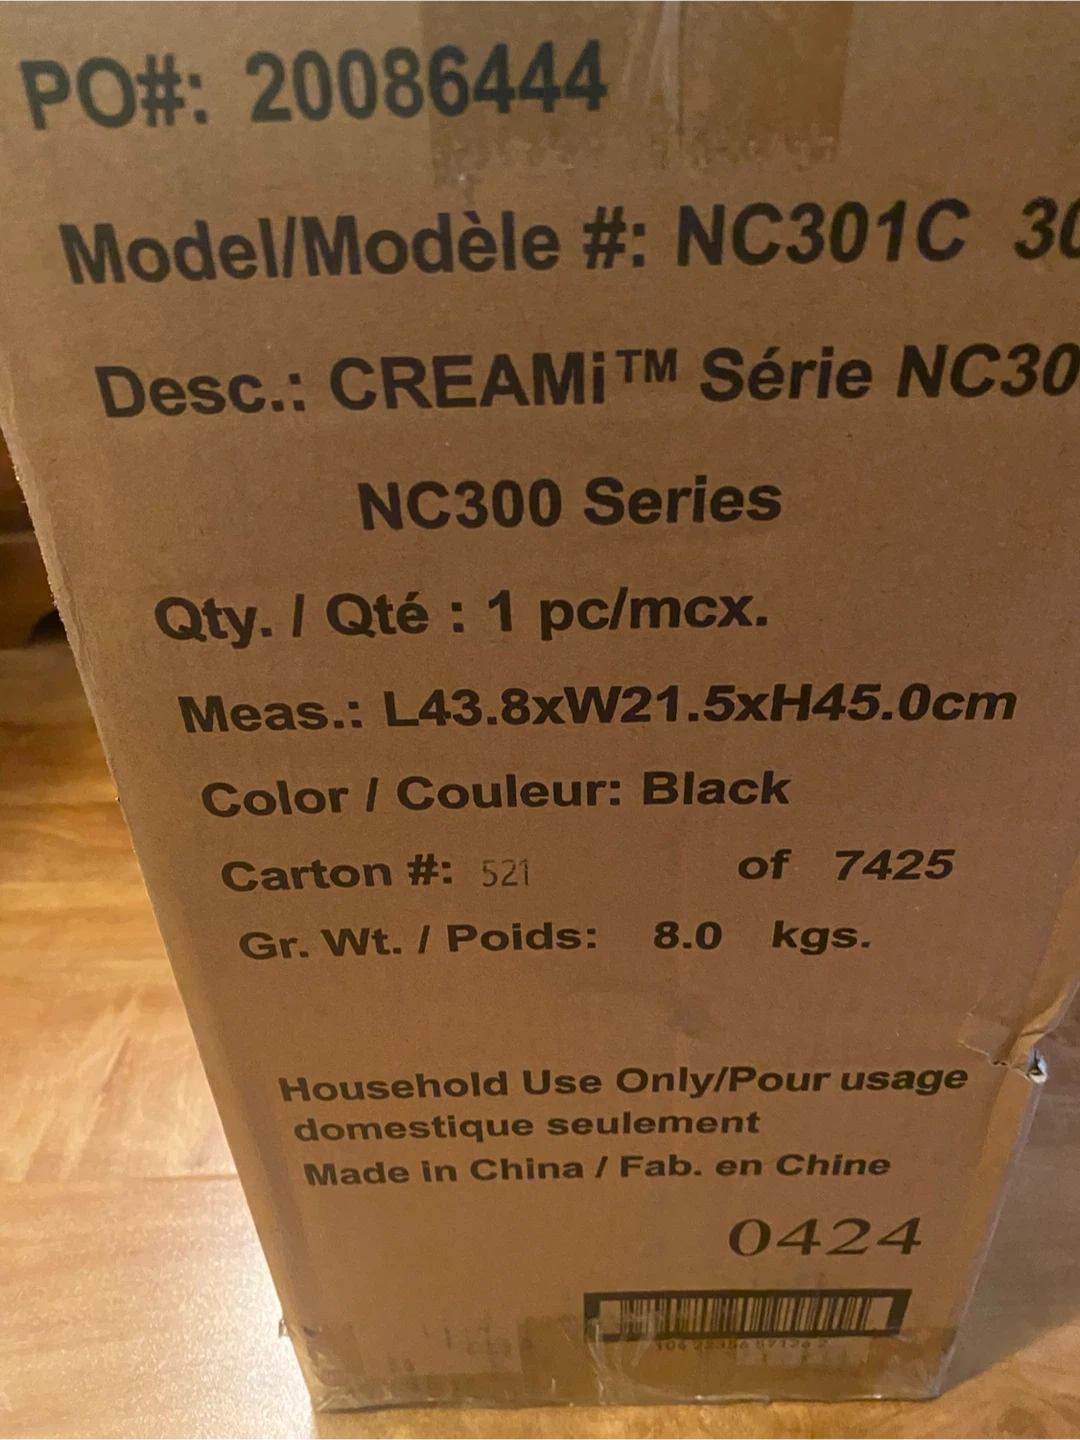 PO#: 20086444
Model/Modèle #: NC301C 30
Desc.: CREAMi™ Série NC30
NC300 Series
Qty. / Qté : 1 pc/mcx.
Meas.: L43.8xW21.5xH45.0cm
Color / Couleur: Black
Carton #: 521 of 7425
Gr. Wt. / Poids: 8.0 kgs.
Household Use Only/Pour usage
domestique seulement
Made in China / Fab. en Chine
0424